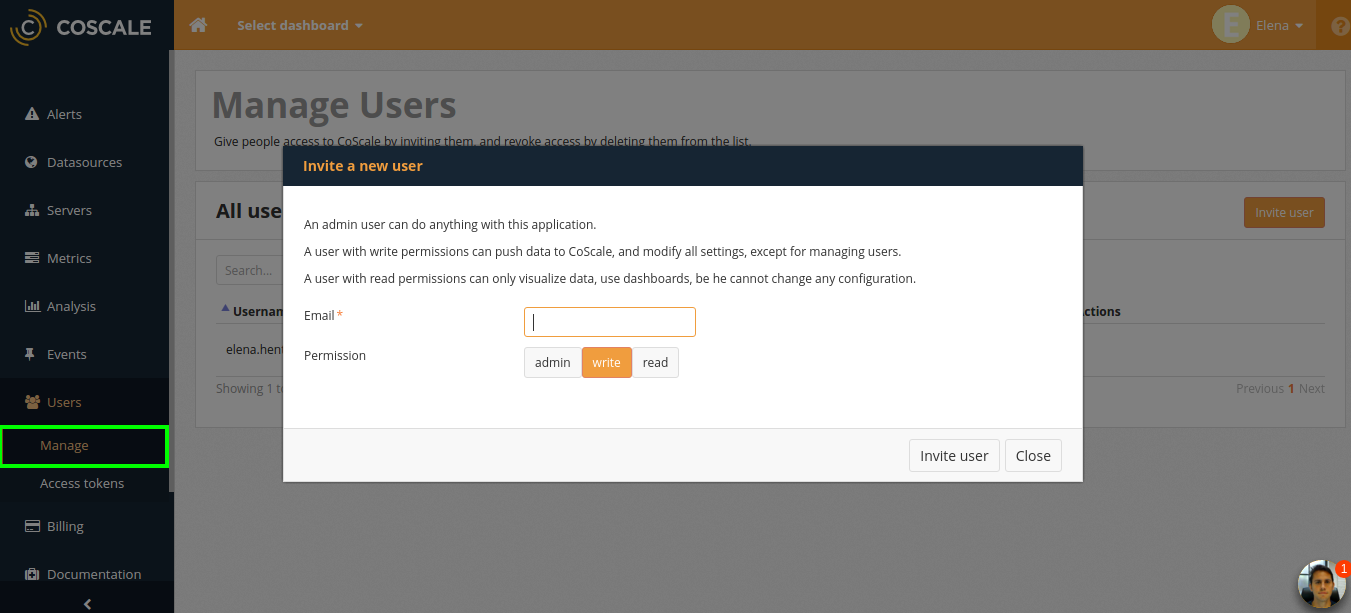 COSCALE
Select dashboard
E
Elena
?
Alerts
Datasources
Servers
Metrics
Analysis
Events
Users
Manage
Access tokens
Billing
Documentation
Manage Users
Give people access to CoScale by inviting them, and revoke access by deleting them from the list.
All use
Invite user
Search...
Usernan
ctions
elena.hent
Showing 1 t
Previous 1 Next
Invite a new user
An admin user can do anything with this application.
A user with write permissions can push data to CoScale, and modify all settings, except for managing users.
A user with read permissions can only visualize data, use dashboards, be he cannot change any configuration.
Email *
Permission
admin write read
Invite user Close
1